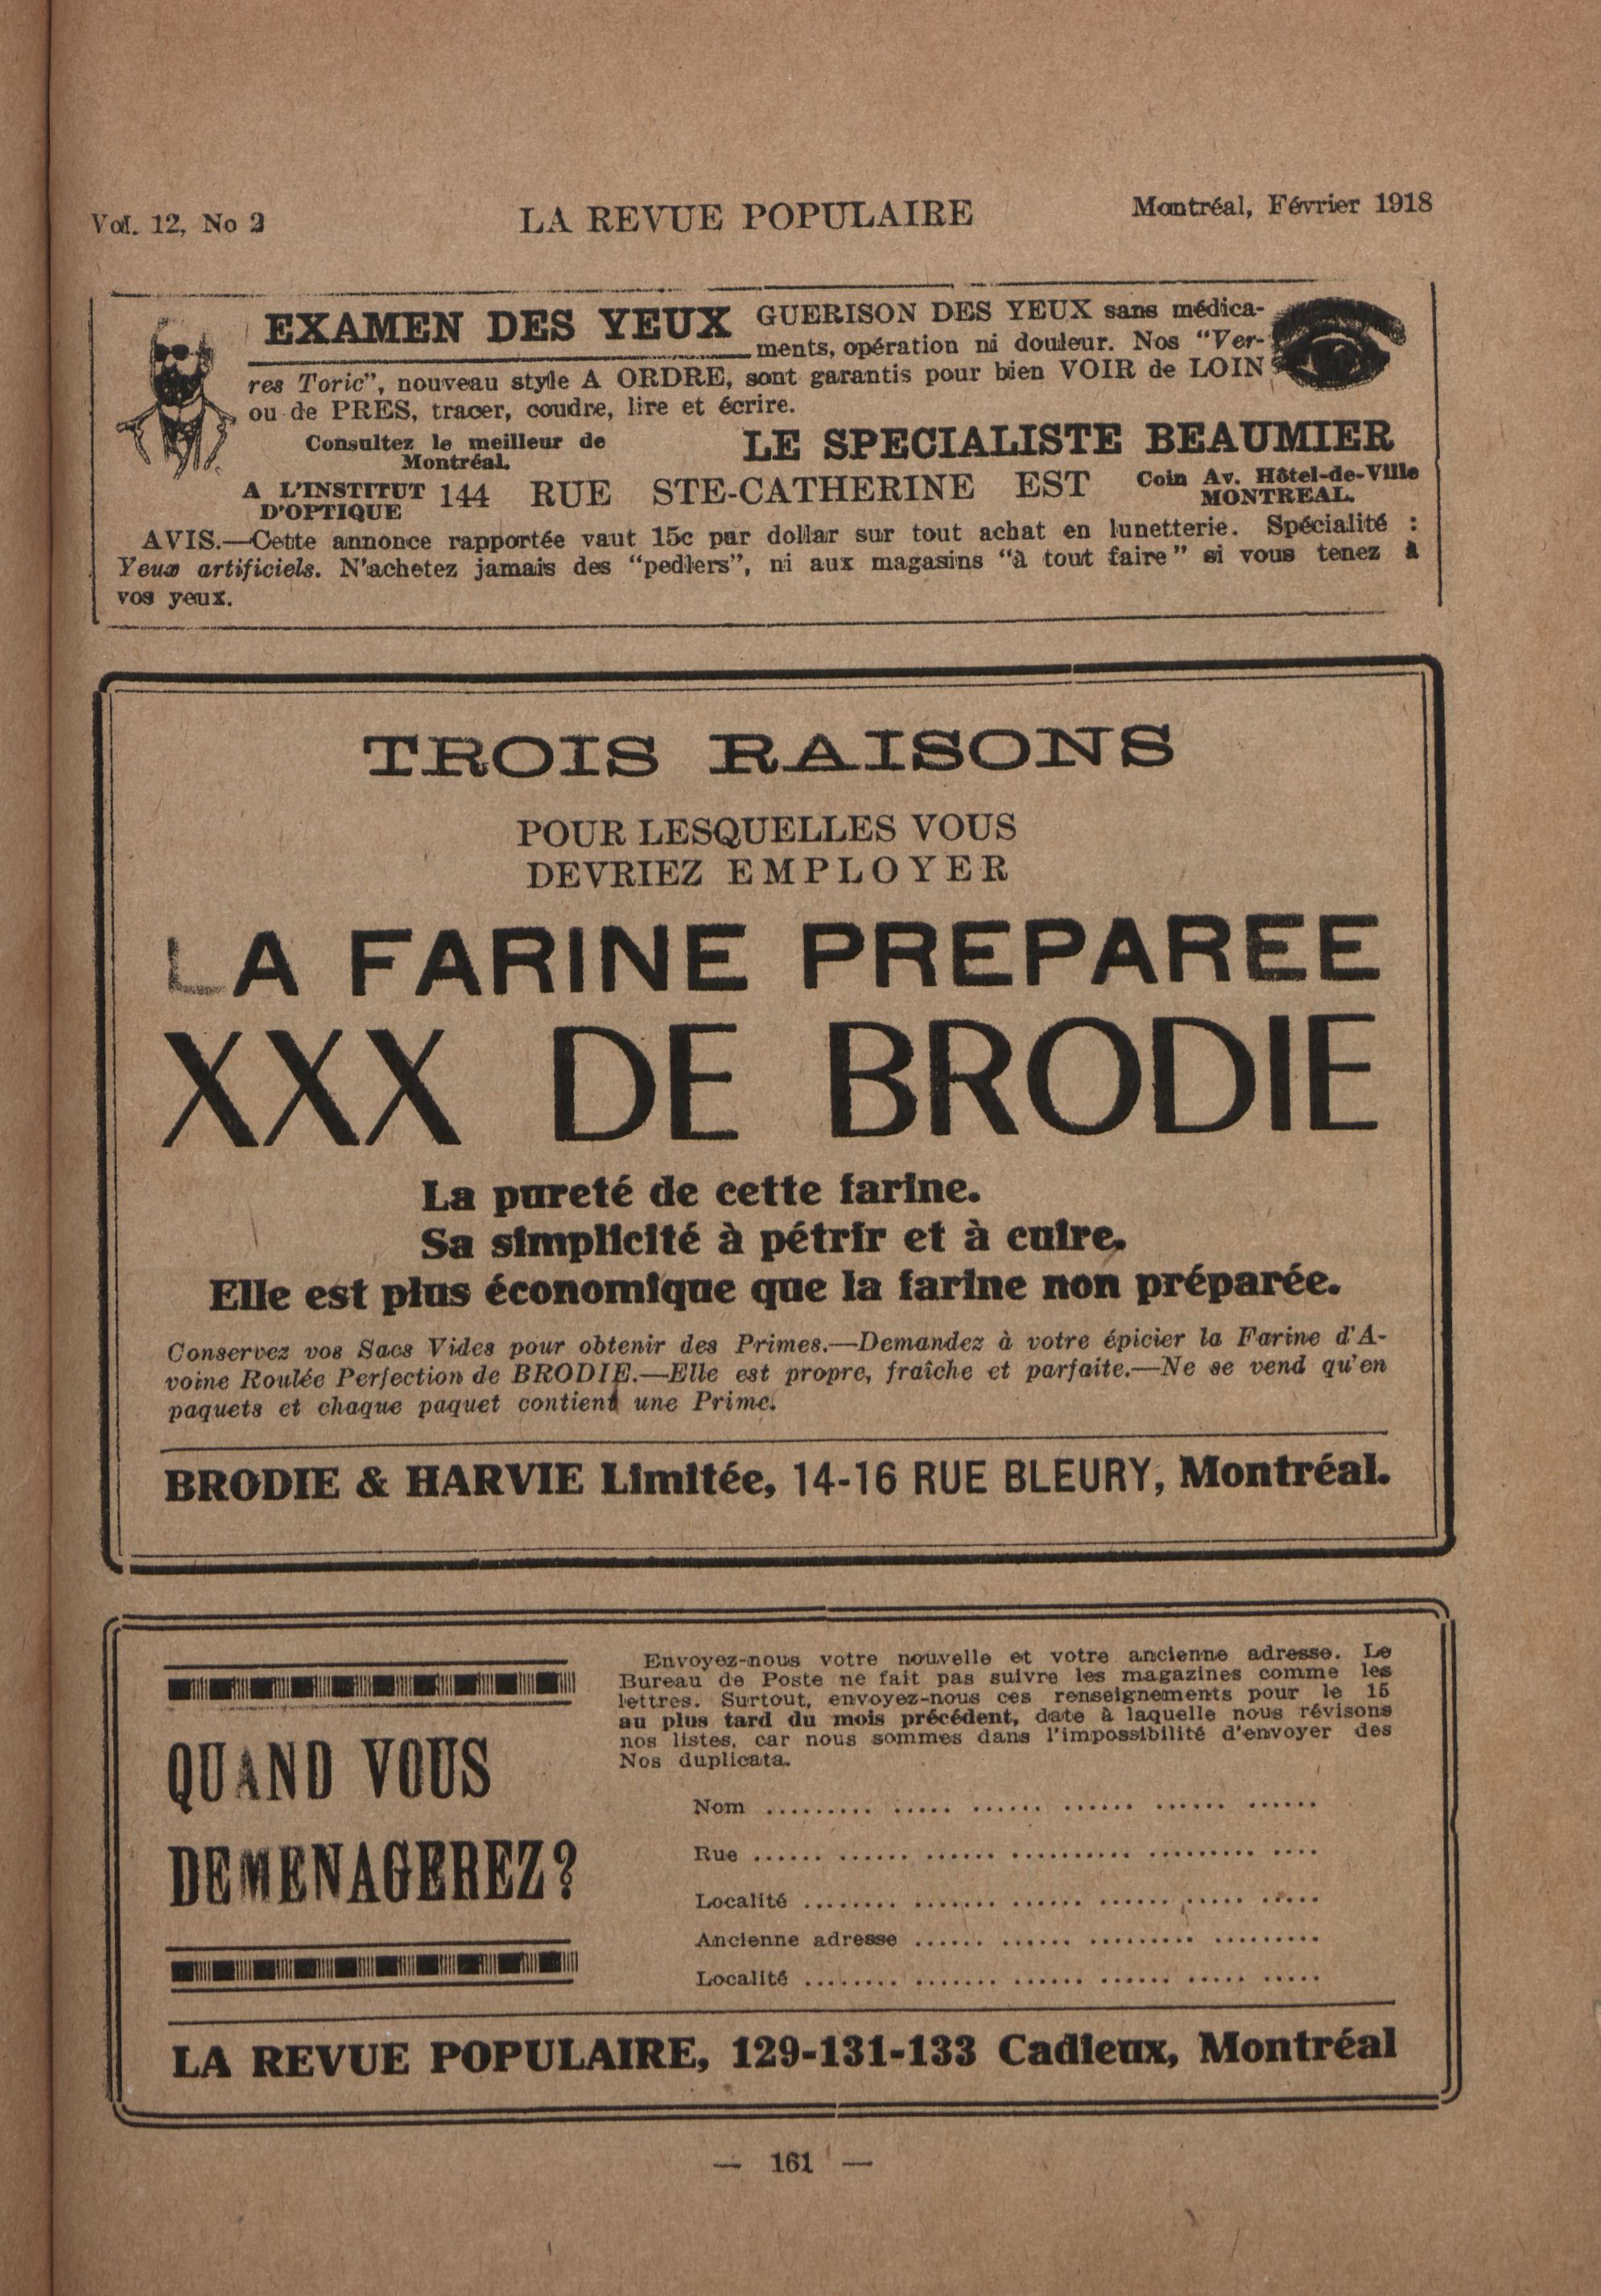 Vol. 12, No 2
LA REVUE POPULAIRE
Montréal, Février 1918
EXAMEN DES YEUX
GUERISON DES YEUX sans médica-
ments, opération ni douleur. Nos "Ver-
res Toric", nouveau style A ORDRE, sont garantis pour bien VOIR de LOIN
ou de PRES, tracer, coudre, lire et écrire.
Consultez le meilleur de
Montréal.
LE SPECIALISTE BEAUMIER
A L'INSTITUT
D'OPTIQUE
144 RUE STE-CATHERINE EST
Coin Av. Hôtel-de-Ville
MONTREAL.
AVIS.—Cette annonce rapportée vaut 15c par dollar sur tout achat en lunetterie. Spécialité :
Yeux artificiels. N'achetez jamais des "pedlers", ni aux magasins "à tout faire" si vous tenez à
vos yeux.
TROIS RAISONS
POUR LESQUELLES VOUS
DEVRIEZ EMPLOYER
LA FARINE PREPAREE
XXX DE BRODIE
La pureté de cette farine.
Sa simplicité à pétrir et à cuire.
Elle est plus économique que la farine non préparée.
Conservez vos Sacs Vides pour obtenir des Primes.—Demandez à votre épicier la Farine d'A-
voine Roulée Perfection de BRODIE.—Elle est propre, fraîche et parfaite.—Ne se vend qu'en
paquets et chaque paquet contient une Prime.
BRODIE & HARVIE Limitée, 14-16 RUE BLEURY, Montréal.
QUAND VOUS
DEMENAGEREZ?
Envoyez-nous votre nouvelle et votre ancienne adresse. Le
Bureau de Poste ne fait pas suivre les magazines comme les
lettres. Surtout, envoyez-nous ces renseignements pour le 15
au plus tard du mois précédent, date à laquelle nous révisons
nos listes, car nous sommes dans l'impossibilité d'envoyer des
Nos duplicata.
Nom ......... ..... ...... ...... ...... ......
Rue ...... ...... ...... .......... ......... ....
Localité ........ ....... ...... ...... ..... .....
Ancienne adresse ...... ...... ......... .........
Localité ........ ....... ...... ...... ..... .....
LA REVUE POPULAIRE, 129-131-133 Cadieux, Montréal
— 161 —